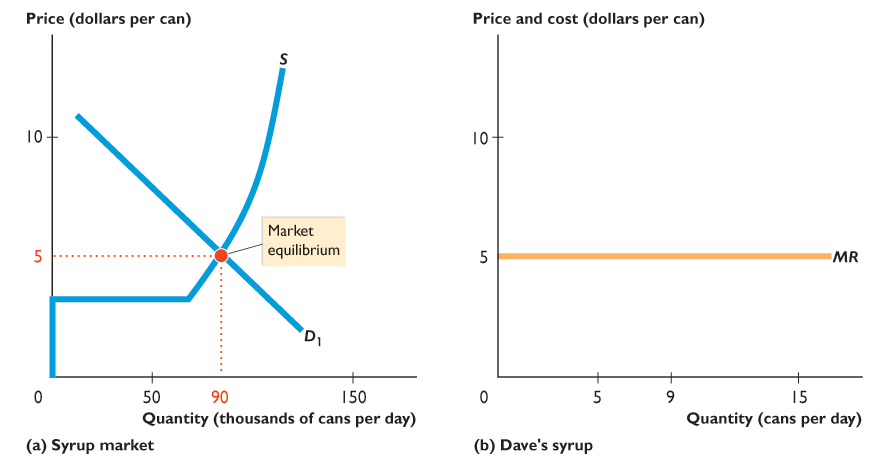 Price (dollars per can)
S
10
Market
equilibrium
5
D1
0
50
90
150
Quantity (thousands of cans per day)
(a) Syrup market
Price and cost (dollars per can)
10
5
MR
0
5
9
15
Quantity (cans per day)
(b) Dave's syrup